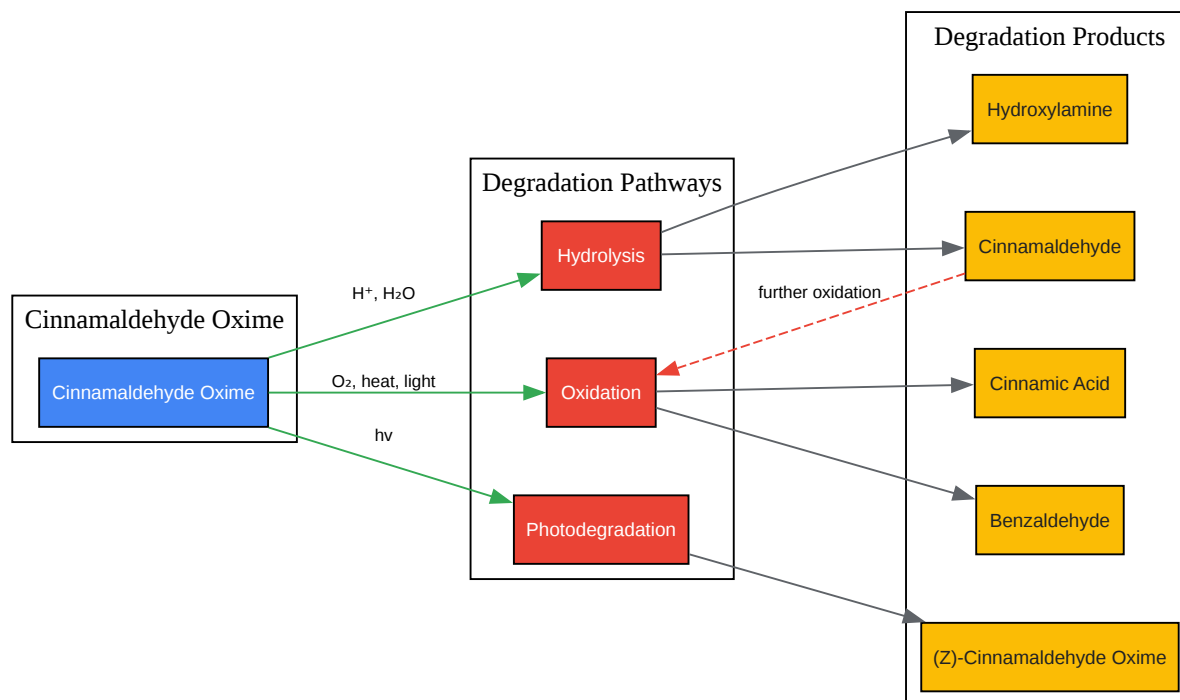 Cinnamaldehyde Oxime
Cinnamaldehyde Oxime
H⁺, H₂O
O₂, heat, light
hv
Degradation Pathways
Hydrolysis
Oxidation
Photodegradation
further oxidation
Degradation Products
Hydroxylamine
Cinnamaldehyde
Cinnamic Acid
Benzaldehyde
(Z)-Cinnamaldehyde Oxime